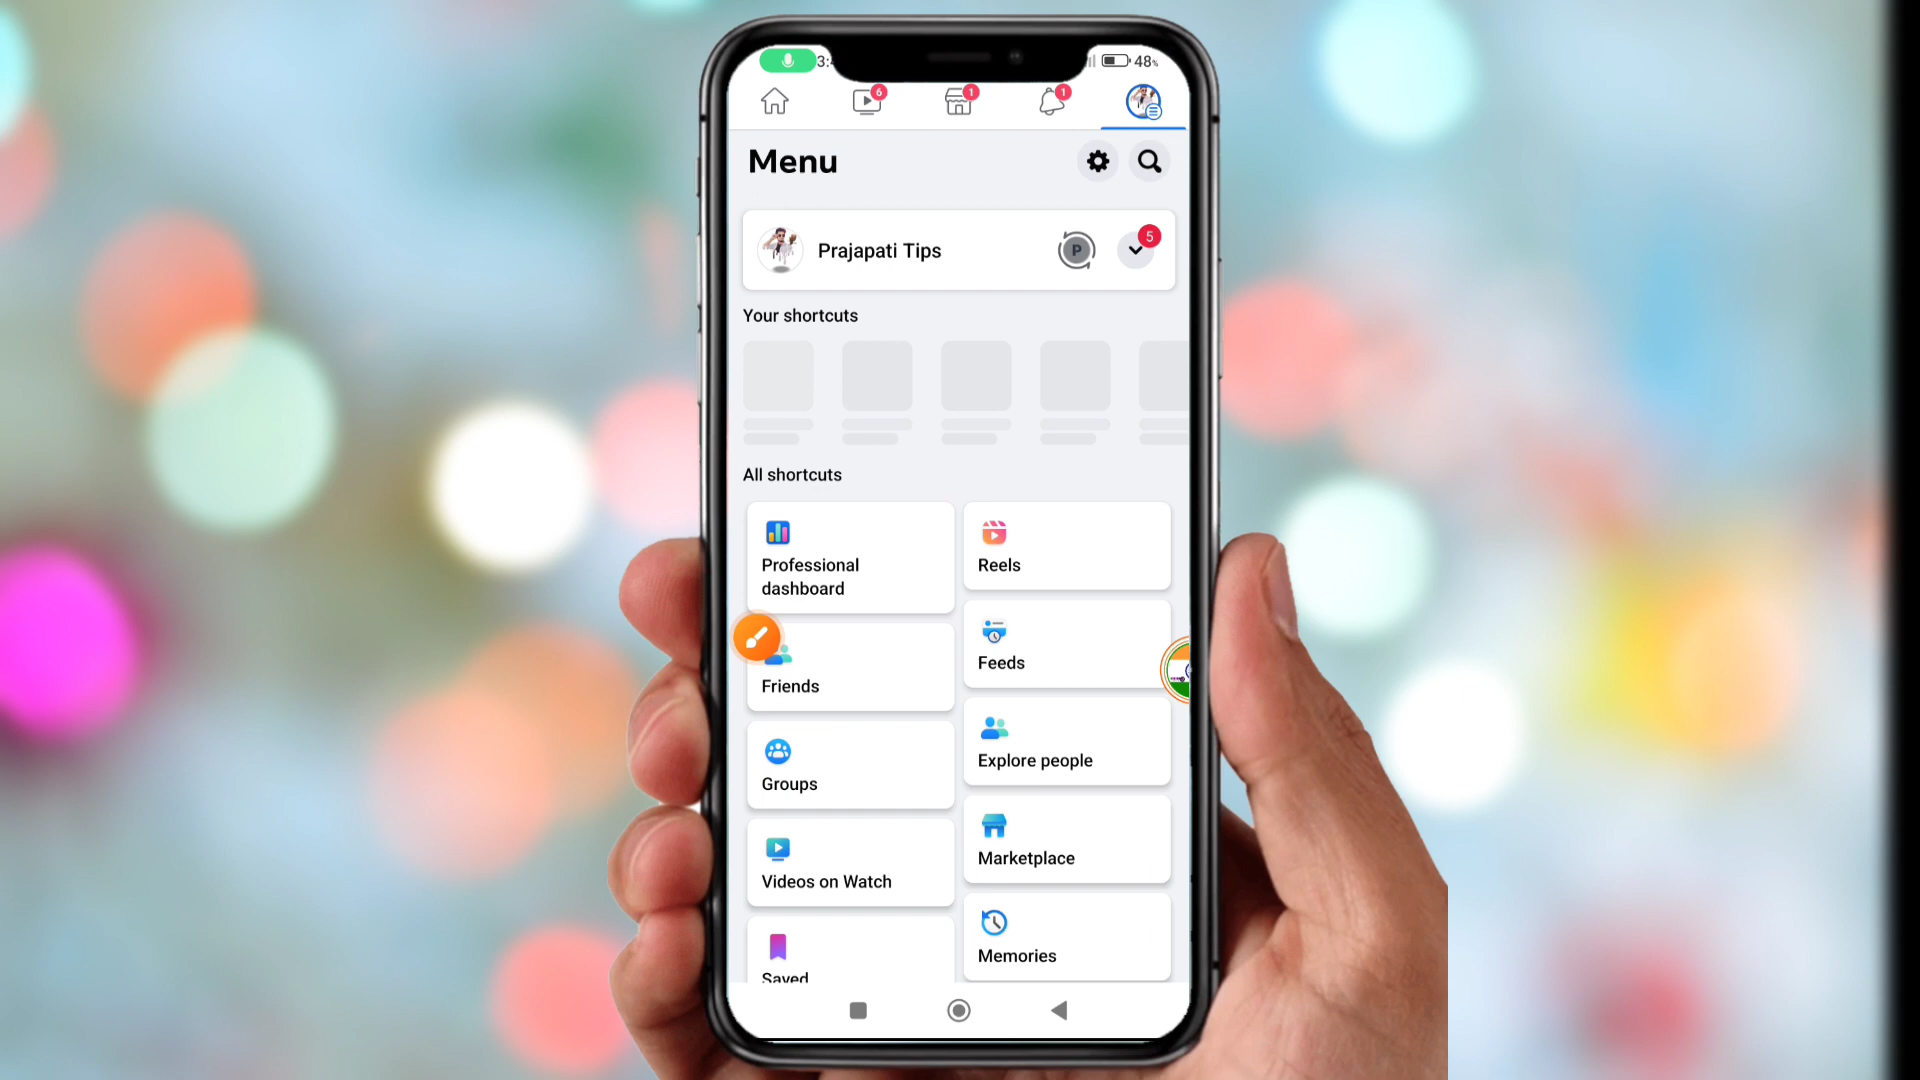 48%
6
1
1
Menu
Prajapati Tips
P
5
Your shortcuts
All shortcuts
Professional
dashboard
Reels
Friends
Feeds
Groups
Explore people
Videos on Watch
Marketplace
Saved
Memories